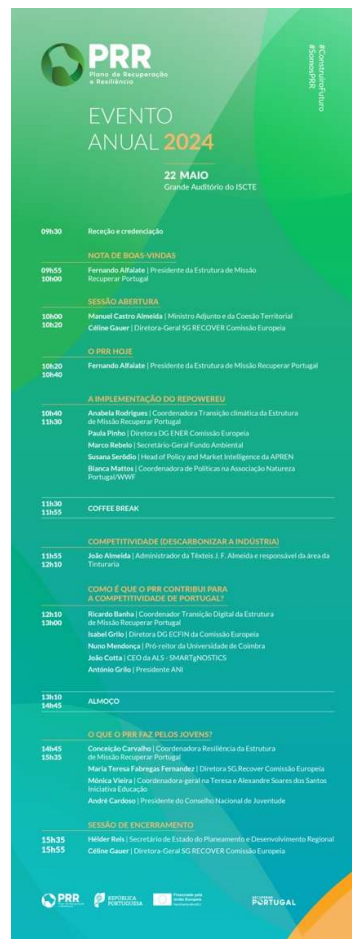 PRR
Plano de Recuperação
e Resiliência
#ConstruiroFuturo
#SomosPRR
EVENTO
ANUAL 2024
22 MAIO
Grande Auditório do ISCTE
09h30 Receção e credenciação
NOTA DE BOAS-VINDAS
09h55 Fernando Alfaiate | Presidente da Estrutura de Missão
10h00 Recuperar Portugal
SESSÃO ABERTURA
10h00 Manuel Castro Almeida | Ministro Adjunto e da Coesão Territorial
10h20 Céline Gauer | Diretora-Geral SG RECOVER Comissão Europeia
O PRR HOJE
10h20 Fernando Alfaiate | Presidente da Estrutura de Missão Recuperar Portugal
10h40
A IMPLEMENTAÇÃO DO REPOWEREU
10h40 Anabela Rodrigues | Coordenadora Transição climática da Estrutura
11h30 de Missão Recuperar Portugal
Paula Pinho | Diretora DG ENER Comissão Europeia
Marco Rebelo | Secretário-Geral Fundo Ambiental
Susana Serôdio | Head of Policy and Market Intelligence da APREN
Bianca Mattos | Coordenadora de Políticas na Associação Natureza
Portugal/WWF
11h30
11h55 COFFEE BREAK
COMPETITIVIDADE (DESCARBONIZAR A INDÚSTRIA)
11h55 João Almeida | Administrador da Têxteis J. F. Almeida e responsável da área da
12h10 Tinturaria
COMO É QUE O PRR CONTRIBUI PARA
A COMPETITIVIDADE DE PORTUGAL?
12h10 Ricardo Banha | Coordenador Transição Digital da Estrutura
13h00 de Missão Recuperar Portugal
Isabel Grilo | Diretora DG ECFIN da Comissão Europeia
Nuno Mendonça | Pró-reitor da Universidade de Coimbra
João Cotta | CEO da ALS - SMARTgNOSTICS
António Grilo | Presidente ANI
13h10
14h45 ALMOÇO
O QUE O PRR FAZ PELOS JOVENS?
14h45 Conceição Carvalho | Coordenadora Resiliência da Estrutura
15h35 de Missão Recuperar Portugal
Maria Teresa Fabregas Fernandez | Diretora SG.Recover Comissão Europeia
Mónica Vieira | Coordenadora-geral na Teresa e Alexandre Soares dos Santos
Iniciativa Educação
André Cardoso | Presidente do Conselho Nacional de Juventude
SESSÃO DE ENCERRAMENTO
15h35 Hélder Reis | Secretário de Estado do Planeamento e Desenvolvimento Regional
15h55 Céline Gauer | Diretora-Geral SG RECOVER Comissão Europeia
PRR
REPÚBLICA
PORTUGUESA
Financiado pela
União Europeia
RECUPERAR
PORTUGAL